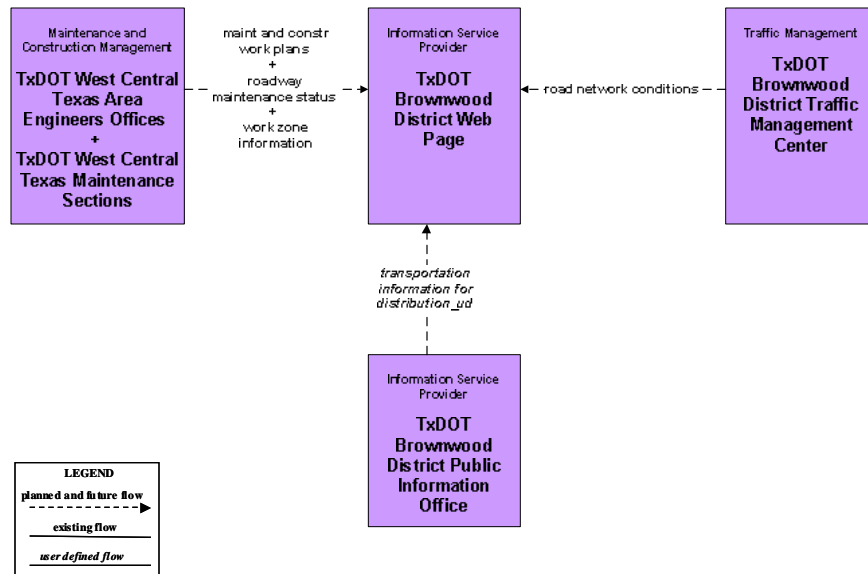 Maintenance and
Construction Management
TxDOT West Central
Texas Area
Engineers Offices
+
TxDOT West Central
Texas Maintenance
Sections
maint and constr
work plans
+
roadway
maintenance status
+
work zone
information
Information Service
Provider
TxDOT
Brownwood
District Web
Page
road network conditions
Traffic Management
TxDOT
Brownwood
District Traffic
Management
Center
transportation
information for
distribution_ud
Information Service
Provider
TxDOT
Brownwood
District Public
Information
Office
LEGEND
planned and future flow
existing flow
user defined flow